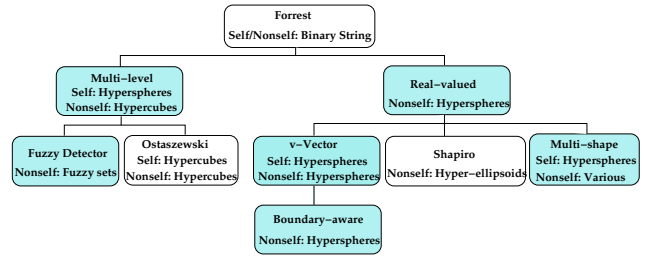 Forrest
Self/Nonself: Binary String
Multi-level
Self: Hyperspheres
Nonself: Hypercubes
Real-valued
Nonself: Hyperspheres
Fuzzy Detector
Nonself: Fuzzy sets
Ostaszewski
Self: Hypercubes
Nonself: Hypercubes
v-Vector
Self: Hyperspheres
Nonself: Hyperspheres
Shapiro
Nonself: Hyper-ellipsoids
Multi-shape
Self: Hyperspheres
Nonself: Various
Boundary-aware
Nonself: Hyperspheres